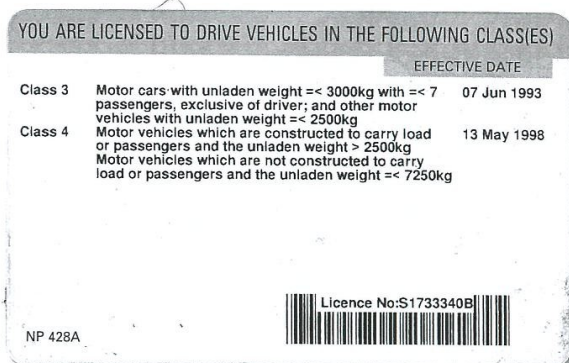 YOU ARE LICENSED TO DRIVE VEHICLES IN THE FOLLOWING CLASS(ES)
EFFECTIVE DATE
Class 3 Motor cars with unladen weight =< 3000kg with =< 7 07 Jun 1993
passengers, exclusive of driver; and other motor
vehicles with unladen weight =< 2500kg
Class 4 Motor vehicles which are constructed to carry load 13 May 1998
or passengers and the unladen weight > 2500kg
Motor vehicles which are not constructed to carry
load or passengers and the unladen weight =< 7250kg
Licence No:S1733340B
NP 428A